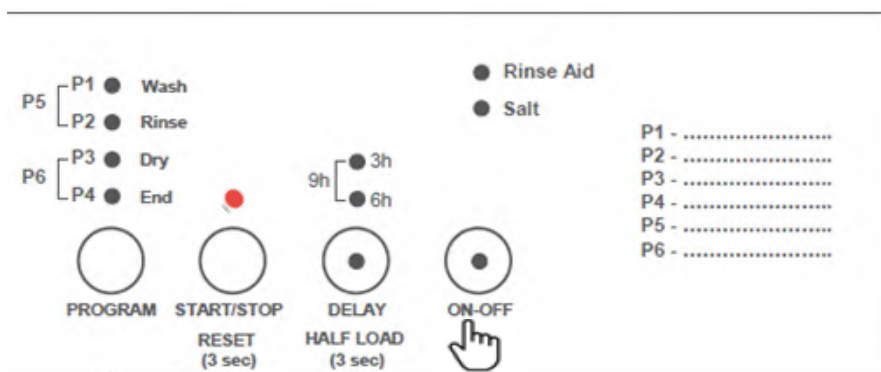 P5
P1 Wash
P2 Rinse
P6
P3 Dry
P4 End
9h
3h
6h
Rinse Aid
Salt
PROGRAM
START/STOP
RESET
(3 sec)
DELAY
HALF LOAD
(3 sec)
ON-OFF
P1 - ........................
P2 - ........................
P3 - ........................
P4 - ........................
P5 - ........................
P6 - ........................